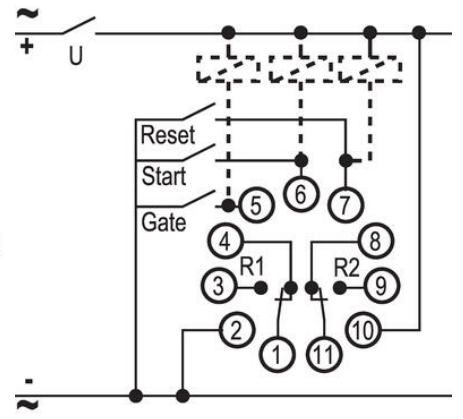 ~
+ U
Reset
Start
Gate
5 6 7
4 8
3 R1 R2 9
2 10
1 11
-
~